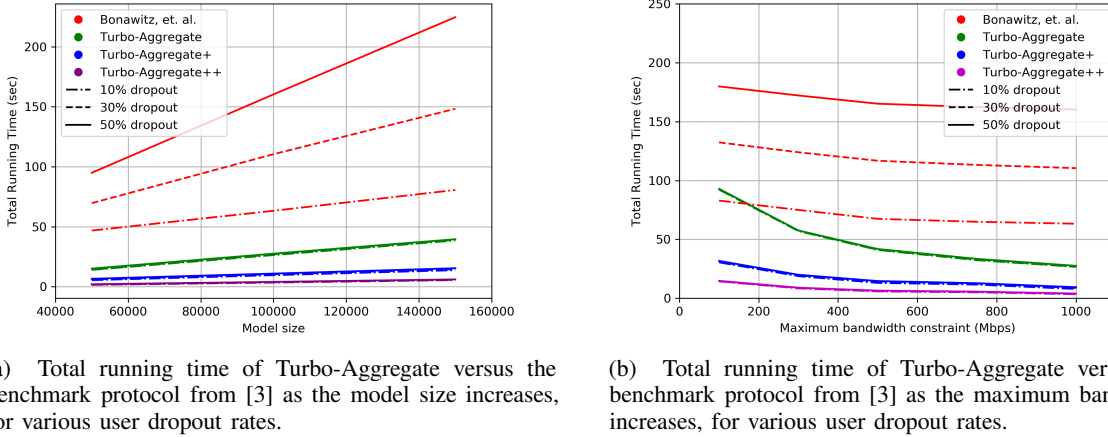 Total Running Time (sec)
200
150
100
50
0
40000 60000 80000 100000 120000 140000 160000
Model size
Bonawitz, et. al.
Turbo-Aggregate
Turbo-Aggregate+
Turbo-Aggregate++
10% dropout
30% dropout
50% dropout
Total Running Time (sec)
250
200
150
100
50
0
0 200 400 600 800 1000
Maximum bandwidth constraint (Mbps)
Bonawitz, et. al.
Turbo-Aggregate
Turbo-Aggregate+
Turbo-Aggregate++
10% dropout
30% dropout
50% dropout
) Total running time of Turbo-Aggregate versus the
enchmark protocol from [3] as the model size increases,
or various user dropout rates.
(b) Total running time of Turbo-Aggregate ver
benchmark protocol from [3] as the maximum ban
increases, for various user dropout rates.